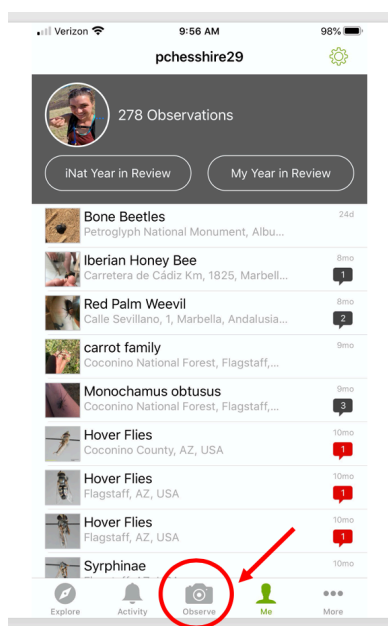 Verizon 9:56 AM 98%
pchesshire29
278 Observations
iNat Year in Review My Year in Review
Bone Beetles 24d
Petroglyph National Monument, Albu...
Iberian Honey Bee 8mo
Carretera de Cádiz Km, 1825, Marbell... 1
Red Palm Weevil 8mo
Calle Sevillano, 1, Marbella, Andalusia... 2
carrot family 9mo
Coconino National Forest, Flagstaff,...
Monochamus obtusus 9mo
Coconino National Forest, Flagstaff,... 3
Hover Flies 10mo
Coconino County, AZ, USA 1
Hover Flies 10mo
Flagstaff, AZ, USA 1
Hover Flies 10mo
Flagstaff, AZ, USA 1
Syrphinae 10mo
Explore Activity Observe Me More